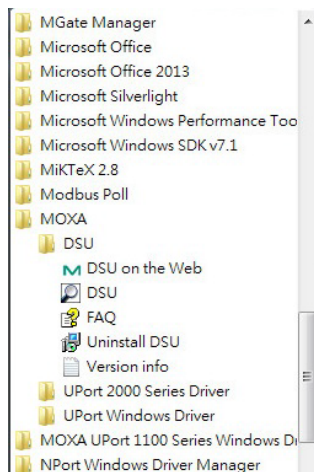 MGate Manager
Microsoft Office
Microsoft Office 2013
Microsoft Silverlight
Microsoft Windows Performance Too
Microsoft Windows SDK v7.1
MiKTeX 2.8
Modbus Poll
MOXA
DSU
DSU on the Web
DSU
FAQ
Uninstall DSU
Version info
UPort 2000 Series Driver
UPort Windows Driver
MOXA UPort 1100 Series Windows Dr
NPort Windows Driver Manager